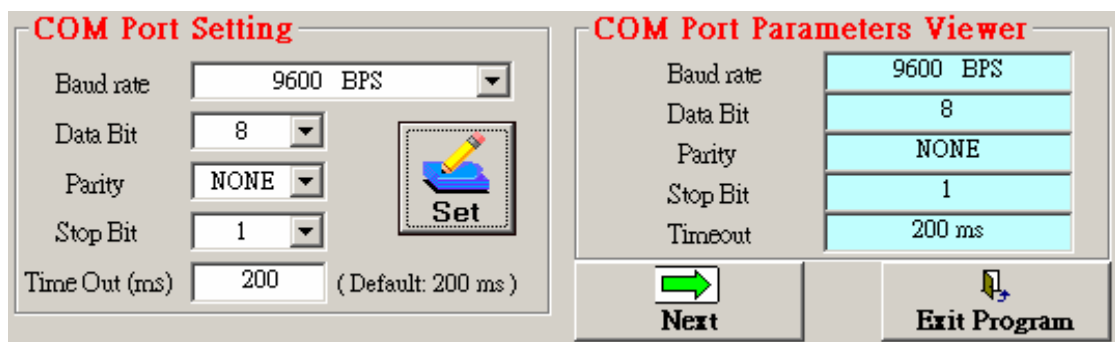 COM Port Setting
Baud rate 9600 BPS
Data Bit 8
Parity NONE
Stop Bit 1
Time Out (ms) 200 ( Default: 200 ms )
Set
COM Port Parameters Viewer
Baud rate 9600 BPS
Data Bit 8
Parity NONE
Stop Bit 1
Timeout 200 ms
Next
Exit Program